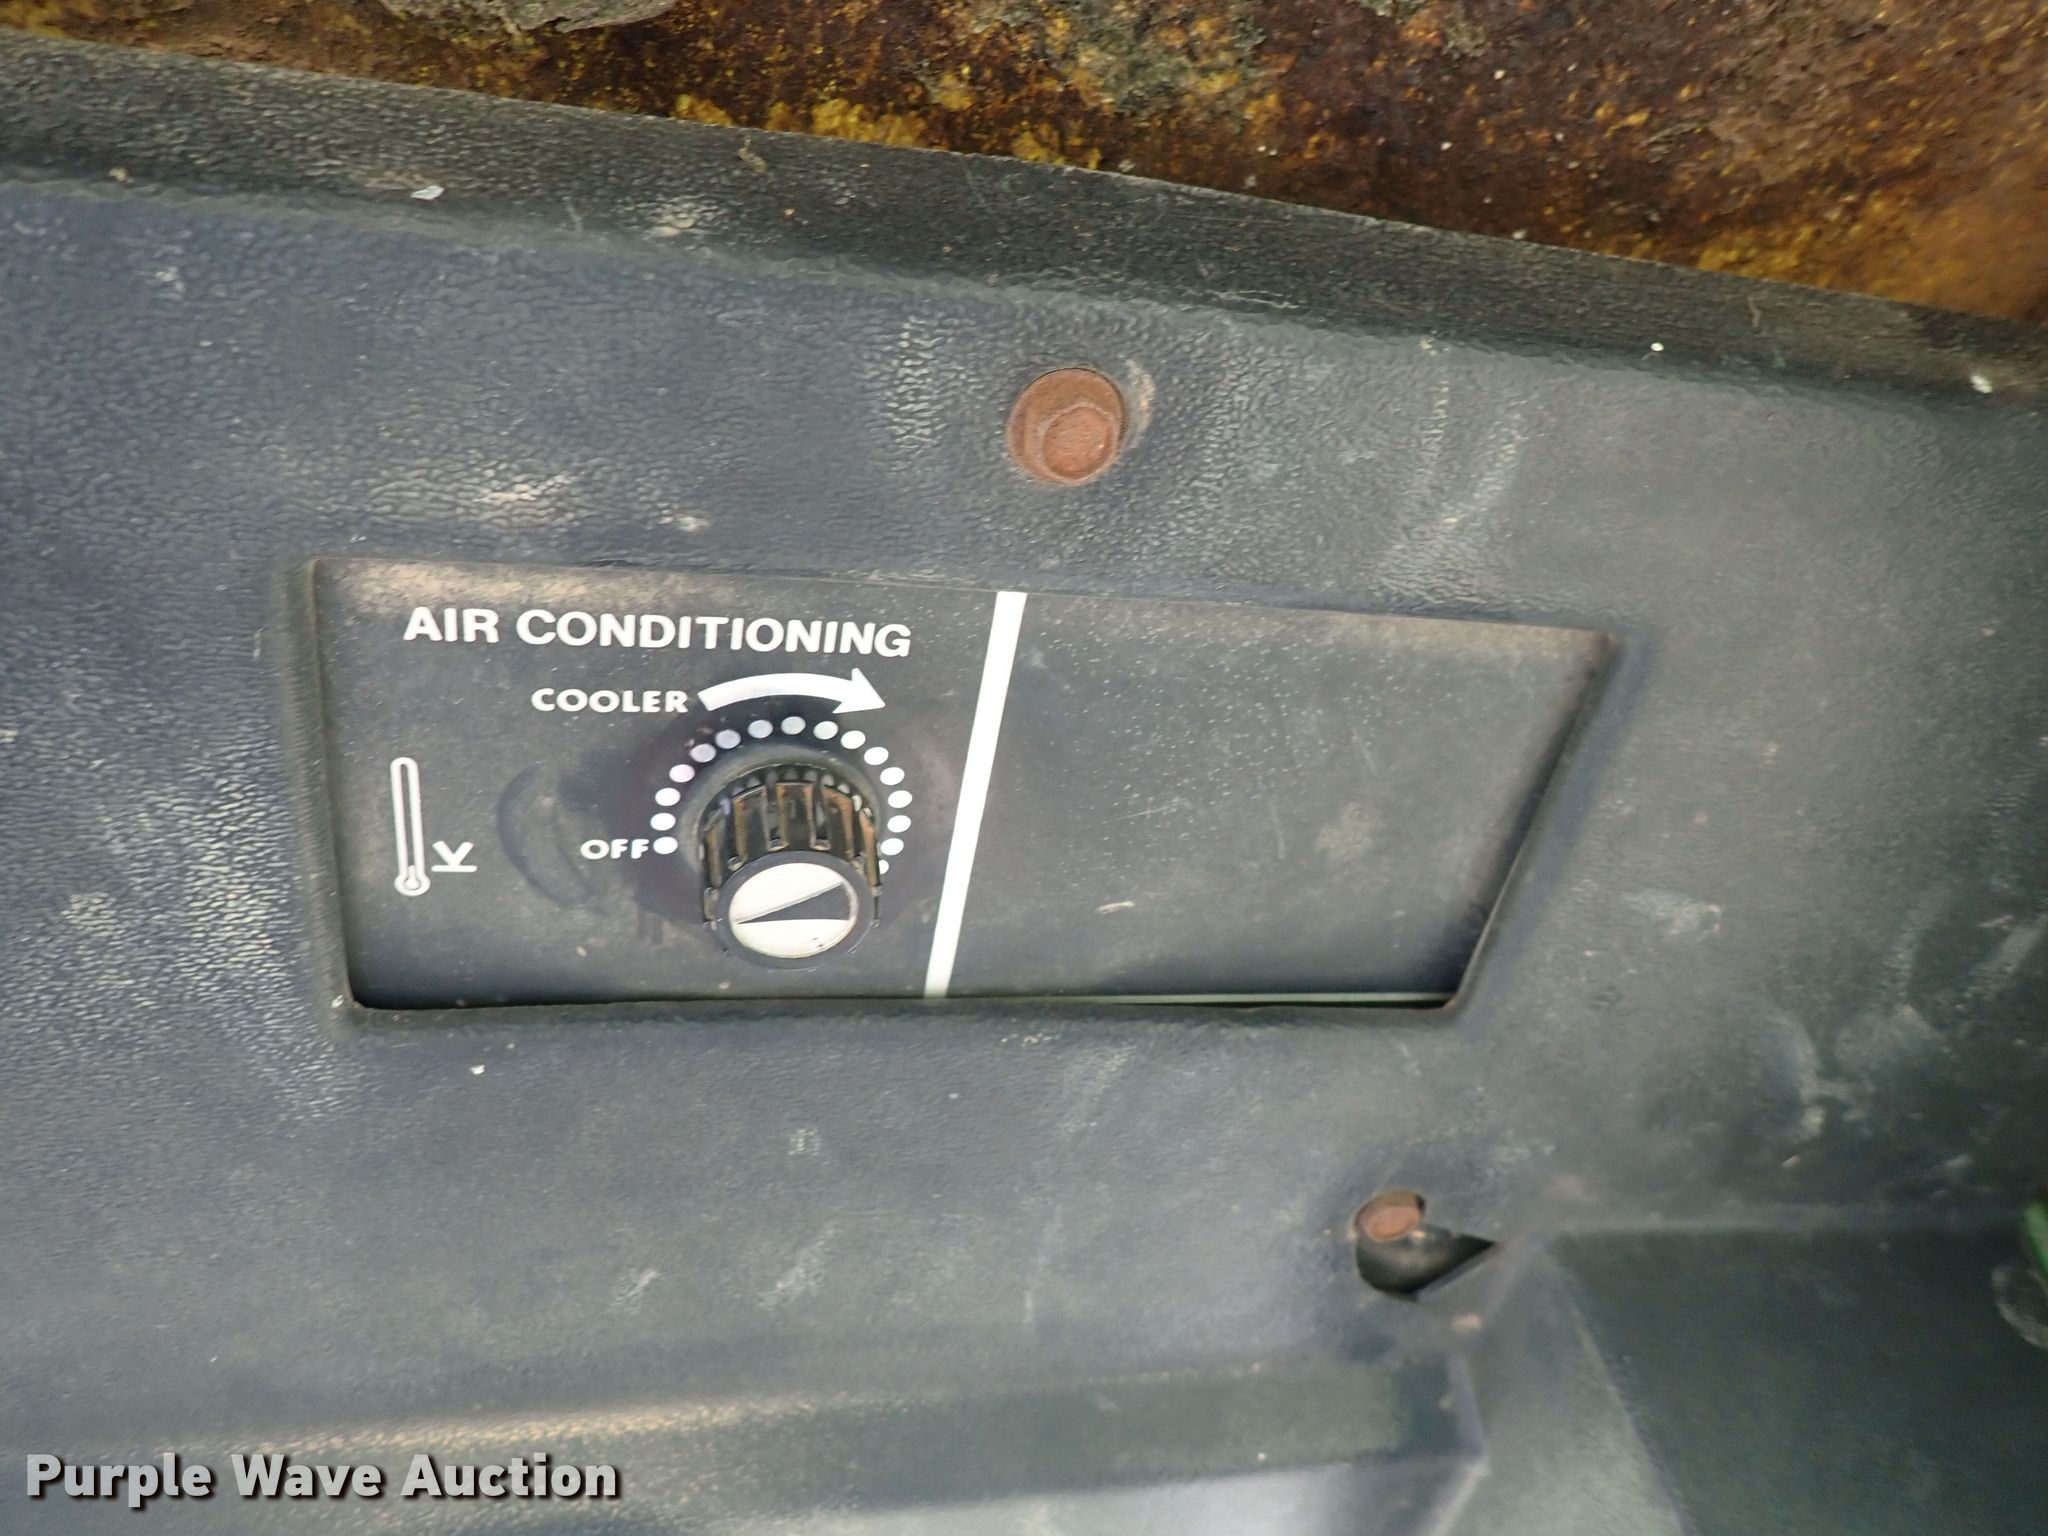 AIR CONDITIONING
COOLER
OFF
Purple Wave Auction